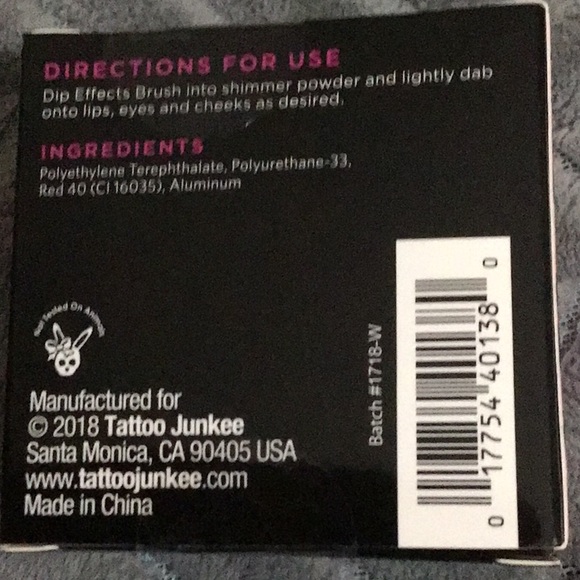 DIRECTIONS FOR USE
Dip Effects Brush into shimmer powder and lightly dab
onto lips, eyes and cheeks as desired.
INGREDIENTS
Polyethylene Terephthalate, Polyurethane-33,
Red 40 (CI 16035), Aluminum
Not Tested On Animals
Manufactured for
© 2018 Tattoo Junkee
Santa Monica, CA 90405 USA
www.tattoojunkee.com
Made in China
Batch #1718-W
0 17754 40138 0